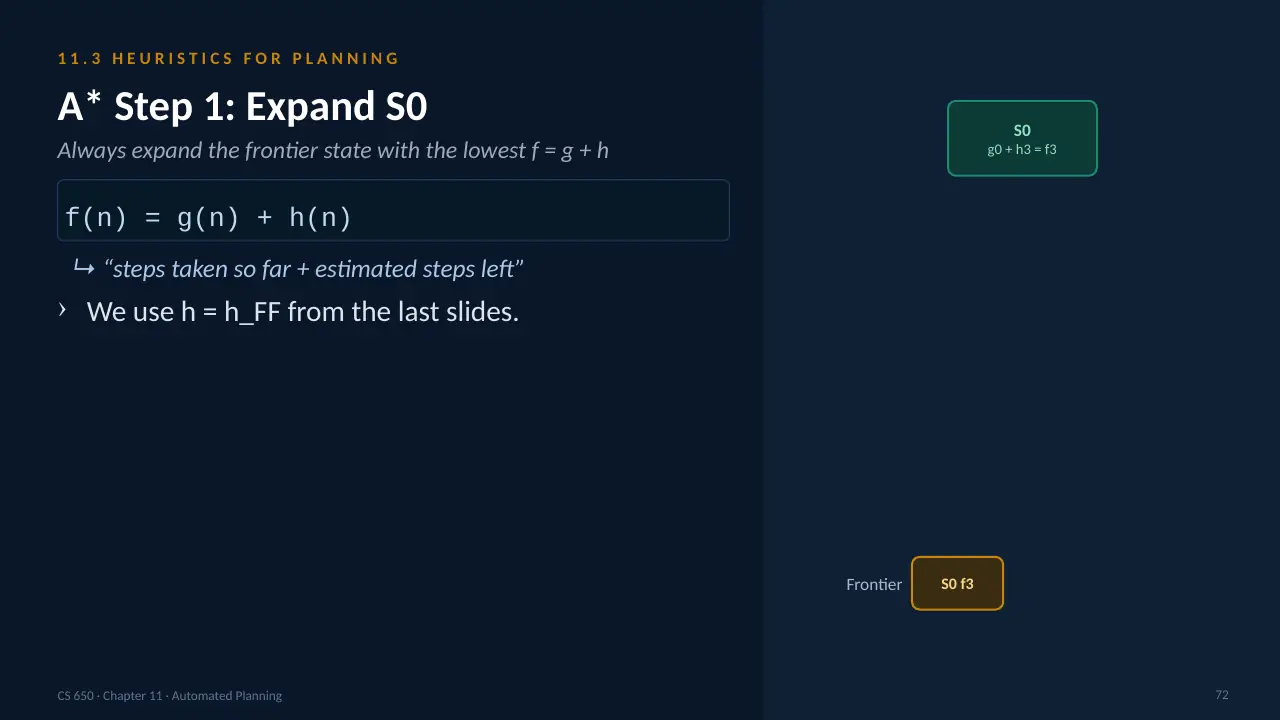 11.3 HEURISTICS FOR PLANNING
A* Step 1: Expand S0
Always expand the frontier state with the lowest f = g + h
f(n) = g(n) + h(n)
↪ “steps taken so far + estimated steps left”
› We use h = h_FF from the last slides.
S0
g0 + h3 = f3
Frontier
S0 f3
CS 650 · Chapter 11 · Automated Planning
72